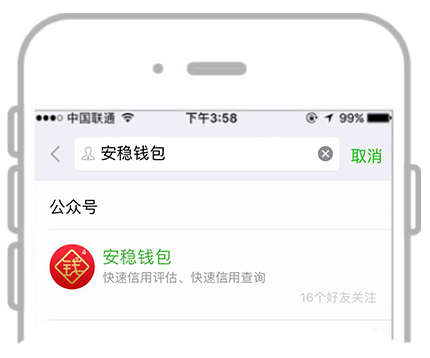 中国联通 下午3:58 99%
安稳钱包 取消
公众号
钱
安稳钱包
快速信用评估、快速信用查询
16个好友关注